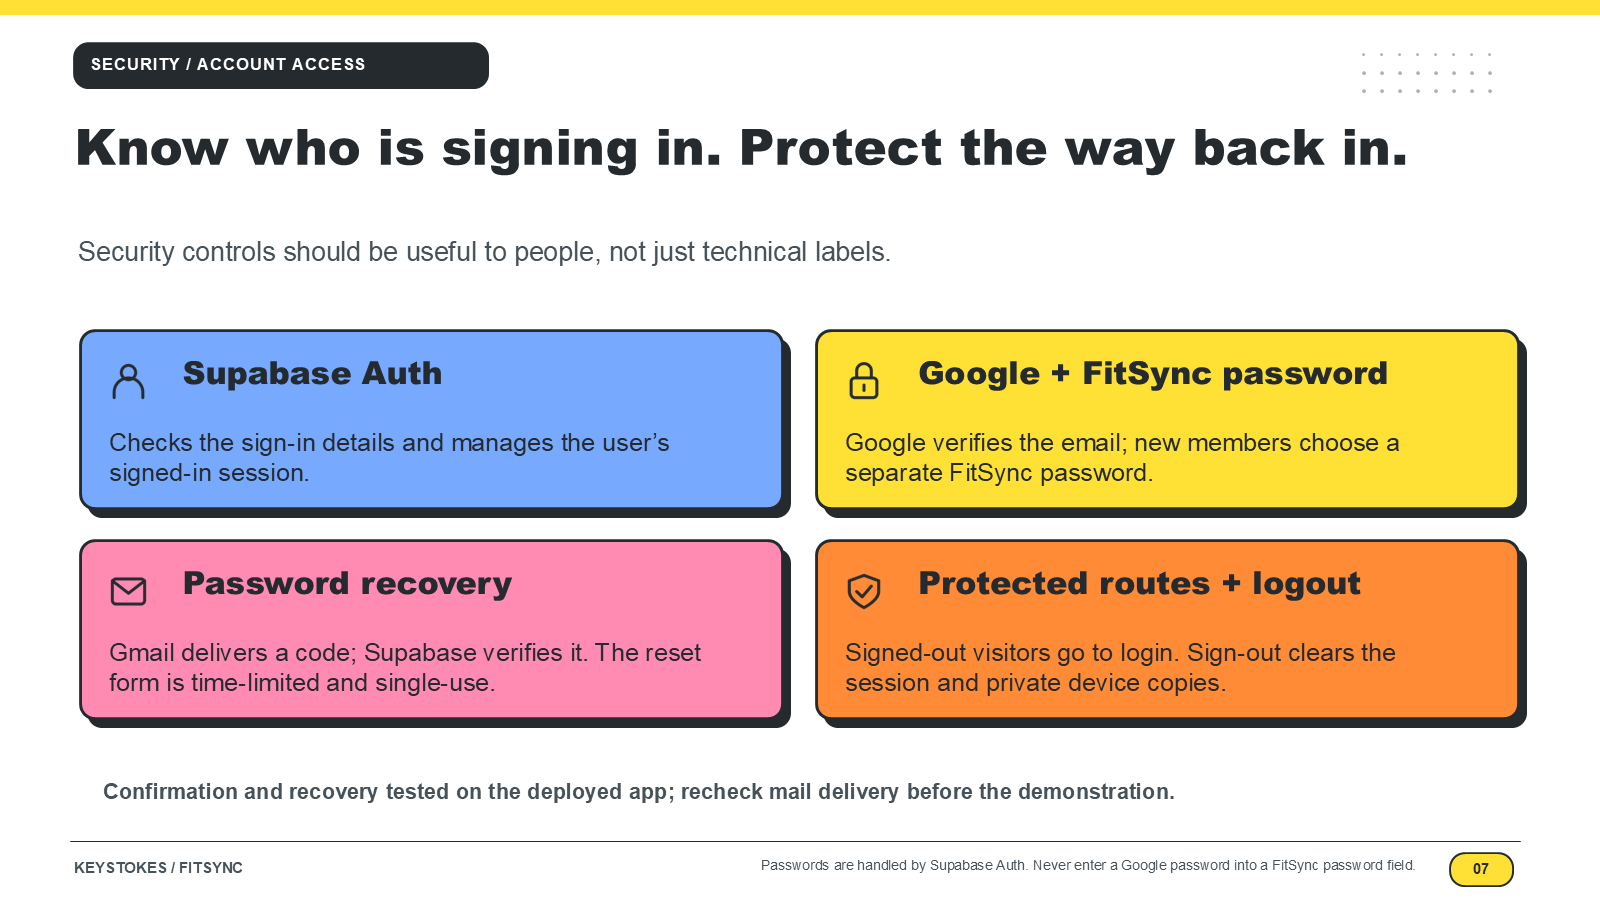 SECURITY / ACCOUNT ACCESS
Know who is signing in. Protect the way back in.
Security controls should be useful to people, not just technical labels.
Supabase Auth
Checks the sign-in details and manages the user’s
signed-in session.
Google + FitSync password
Google verifies the email; new members choose a
separate FitSync password.
Password recovery
Gmail delivers a code; Supabase verifies it. The reset
form is time-limited and single-use.
Protected routes + logout
Signed-out visitors go to login. Sign-out clears the
session and private device copies.
Confirmation and recovery tested on the deployed app; recheck mail delivery before the demonstration.
KEYSTOKES / FITSYNC
Passwords are handled by Supabase Auth. Never enter a Google password into a FitSync password field.
07